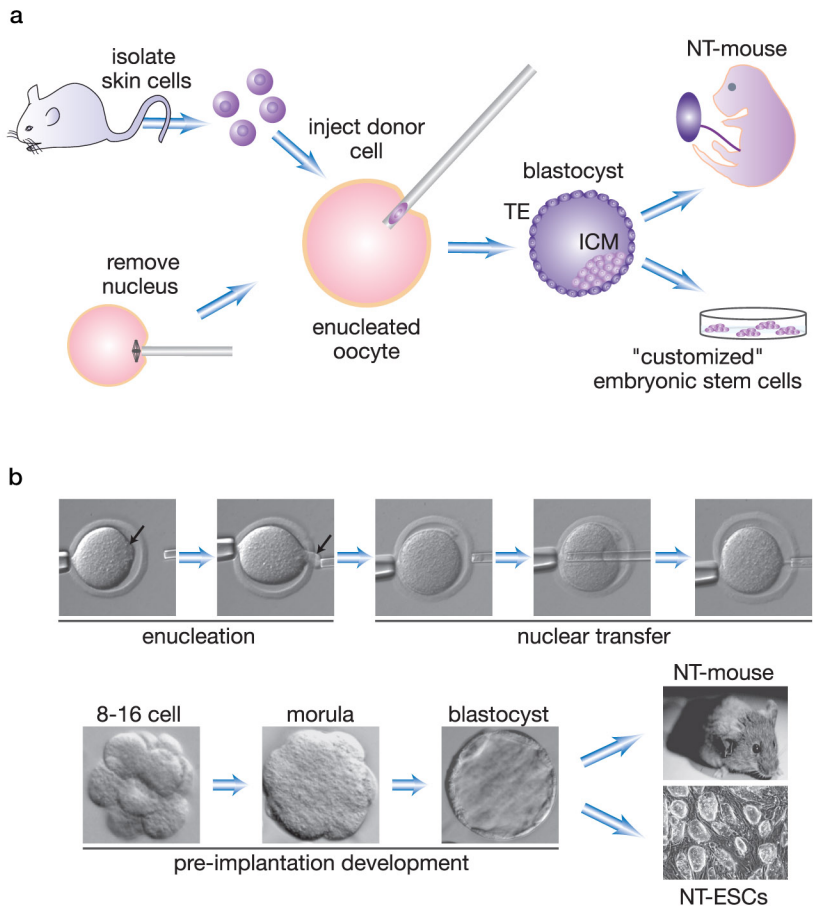 a
isolate
skin cells
inject donor
cell
NT-mouse
blastocyst
TE
ICM
remove
nucleus
enucleated
oocyte
"customized"
embryonic stem cells
b
enucleation
nuclear transfer
8-16 cell
morula
blastocyst
NT-mouse
pre-implantation development
NT-ESCs